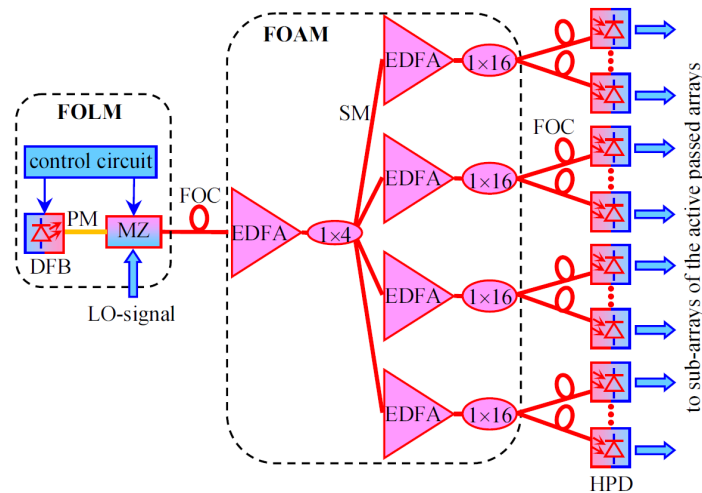 FOAM
EDFA
1×16
FOLM
control circuit
PM
MZ
DFB
LO-signal
FOC
EDFA
1×4
SM
EDFA
1×16
FOC
EDFA
1×16
EDFA
1×16
HPD
to sub-arrays of the active passed arrays